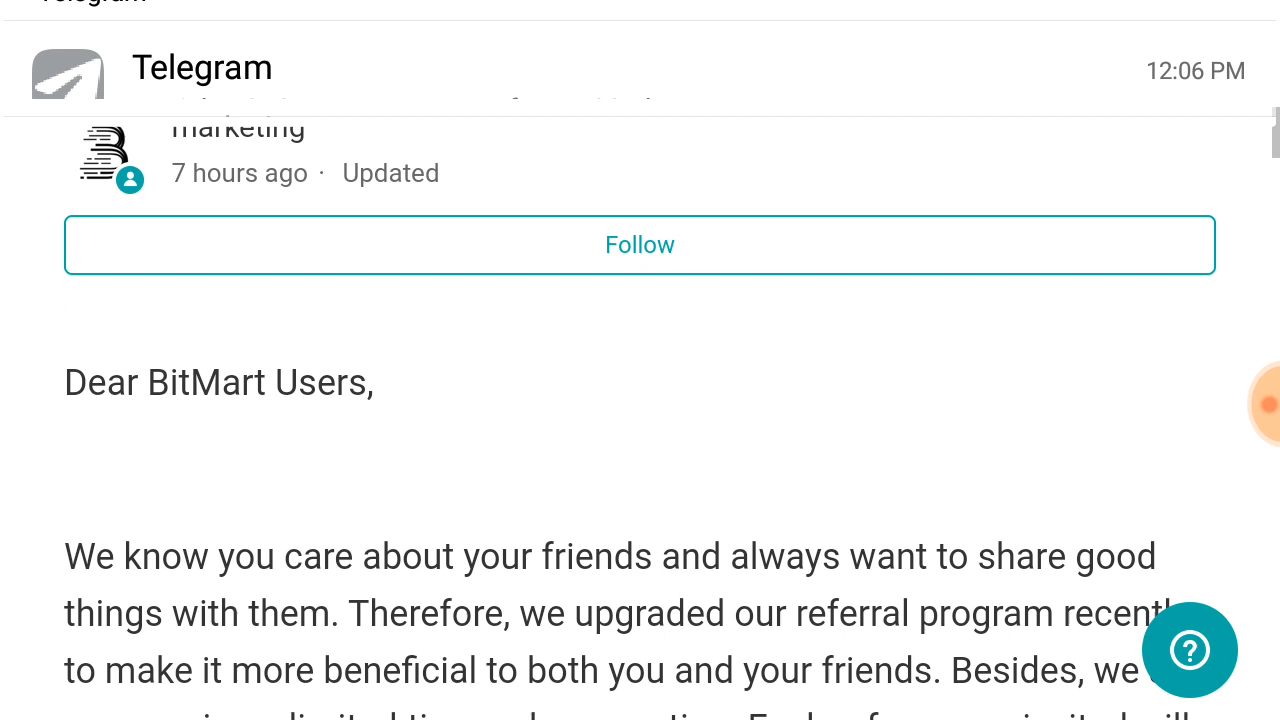 Telegram
Telegram
12:06 PM
marketing
7 hours ago · Updated
Follow
Dear BitMart Users,
We know you care about your friends and always want to share good
things with them. Therefore, we upgraded our referral program recently
to make it more beneficial to both you and your friends. Besides, we